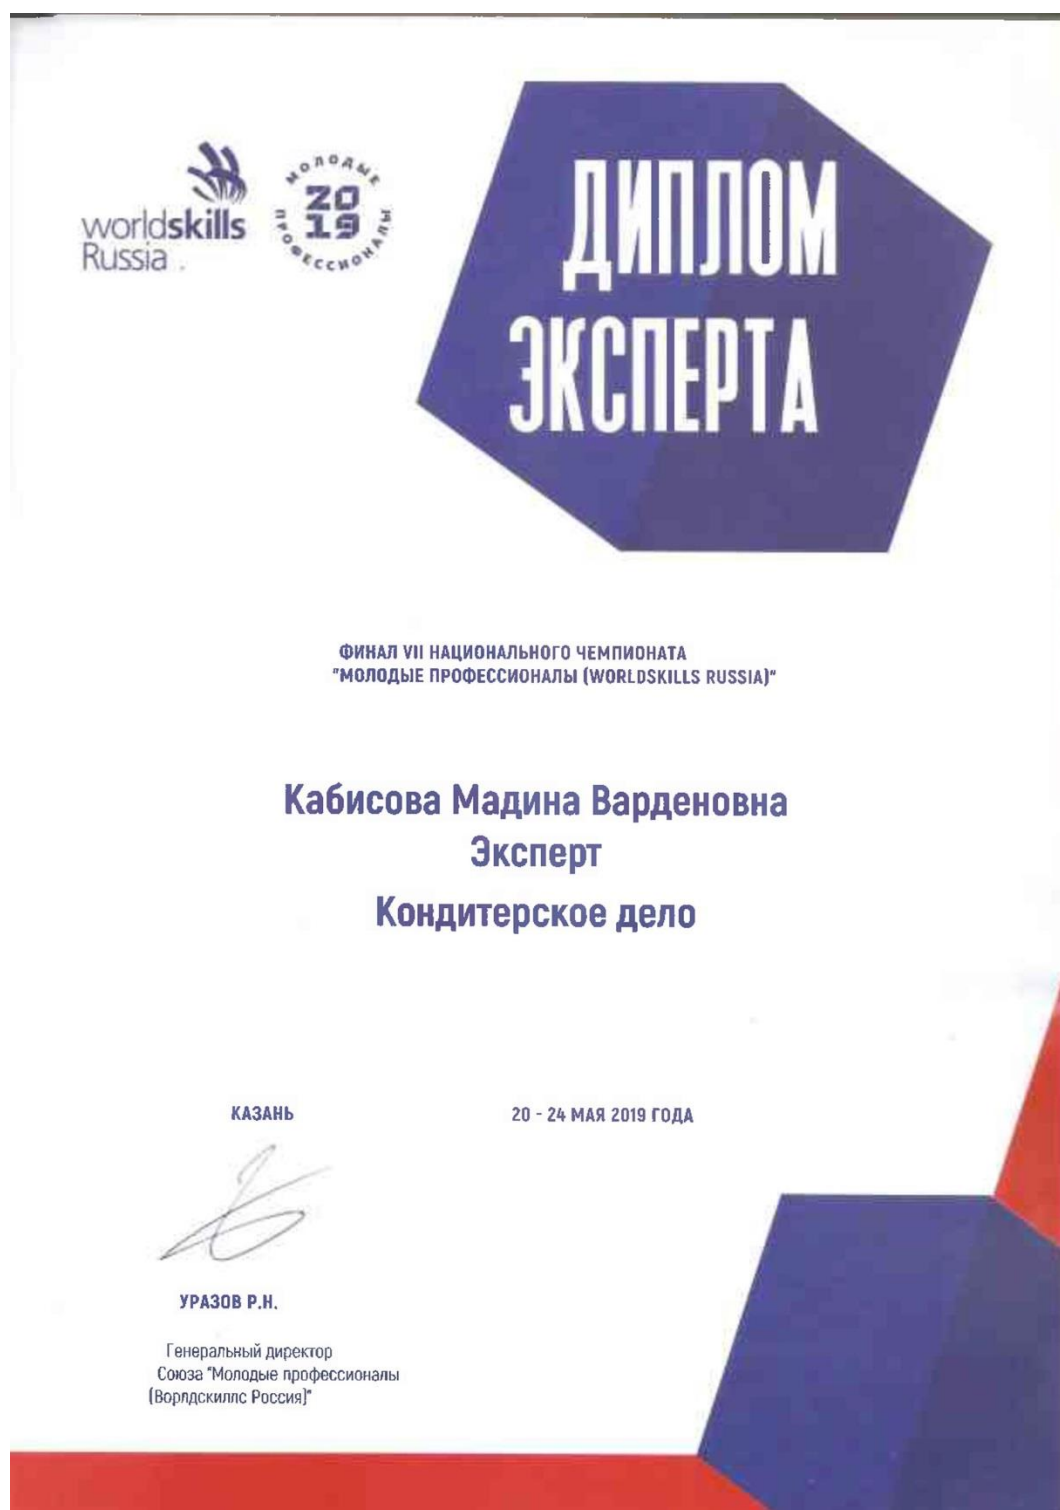 worldskills
Russia
МОЛОДЫЕ
2019
ПРОФЕССИОНАЛЫ
ДИПЛОМ
ЭКСПЕРТА
ФИНАЛ VII НАЦИОНАЛЬНОГО ЧЕМПИОНАТА
"МОЛОДЫЕ ПРОФЕССИОНАЛЫ (WORLDSKILLS RUSSIA)"
Кабисова Мадина Варденовна
Эксперт
Кондитерское дело
КАЗАНЬ 20 - 24 МАЯ 2019 ГОДА
УРАЗОВ Р.Н.
Генеральный директор
Союза "Молодые профессионалы
(Ворлдскиллс Россия)"